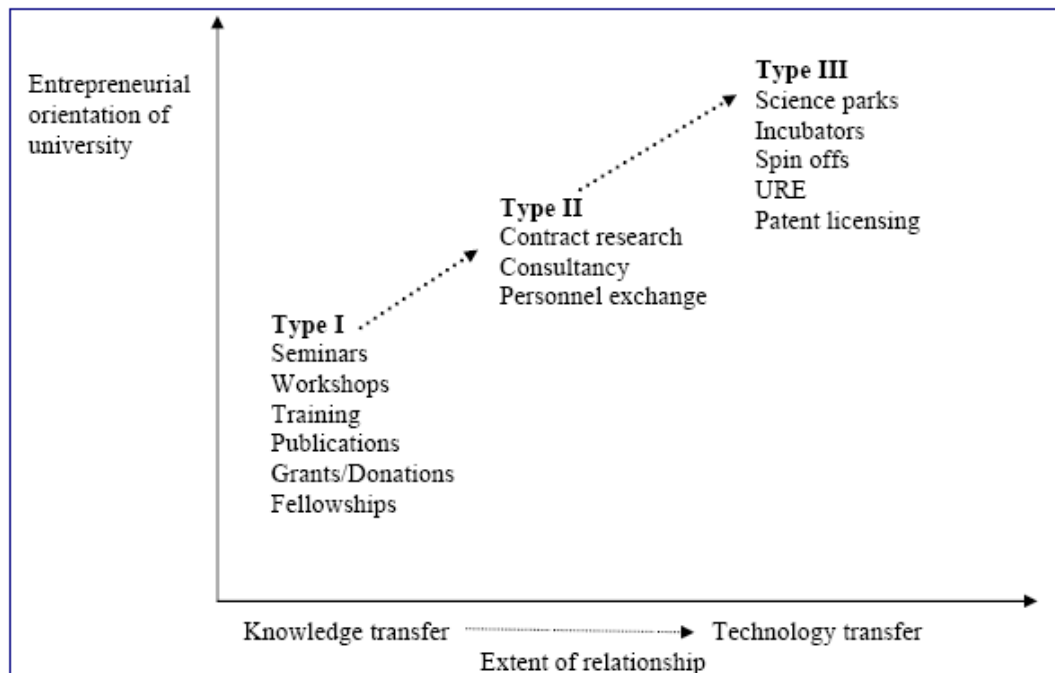 Entrepreneurial
orientation of
university
Type III
Science parks
Incubators
Spin offs
URE
Patent licensing
Type II
Contract research
Consultancy
Personnel exchange
Type I
Seminars
Workshops
Training
Publications
Grants/Donations
Fellowships
Knowledge transfer Technology transfer
Extent of relationship